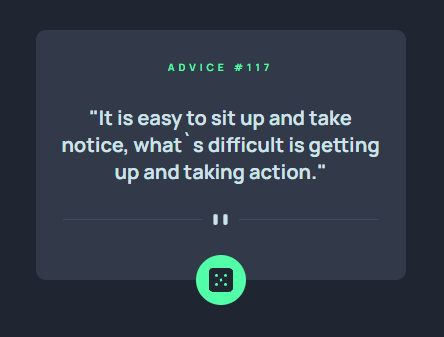 ADVICE #117
"It is easy to sit up and take
notice, what`s difficult is getting
up and taking action."